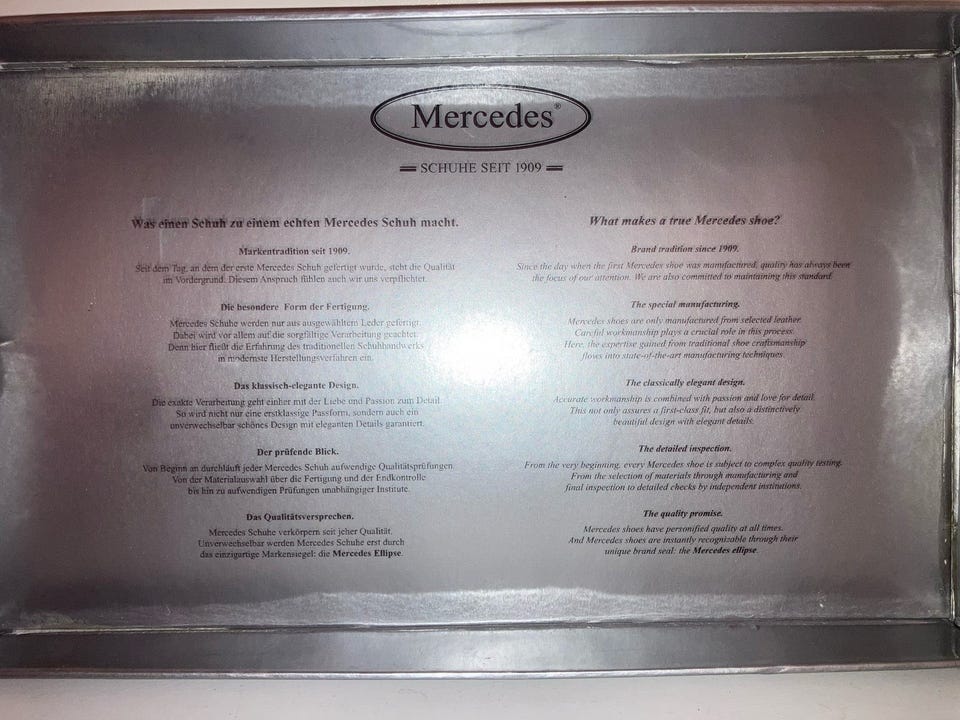 Mercedes®
SCHUHE SEIT 1909
Was einen Schuh zu einem echten Mercedes Schuh macht.
Markentradition seit 1909.
Seit dem Tag, an dem der erste Mercedes Schuh gefertigt wurde, steht die Qualität
im Vordergrund. Diesem Anspruch fühlen auch wir uns verpflichtet.
Die besondere Form der Fertigung.
Mercedes Schuhe werden nur aus ausgewähltem Leder gefertigt.
Dabei wird vor allem auf die sorgfältige Verarbeitung geachtet.
Denn hier fließt die Erfahrung des traditionellen Schuhhandwerks
in modernste Herstellungsverfahren ein.
Das klassisch-elegante Design.
Die exakte Verarbeitung geht einher mit der Liebe und Passion zum Detail.
So wird nicht nur eine erstklassige Passform, sondern auch ein
unverwechselbar schönes Design mit eleganten Details garantiert.
Der prüfende Blick.
Von Beginn an durchläuft jeder Mercedes Schuh aufwendige Qualitätsprüfungen.
Von der Materialauswahl über die Fertigung und der Endkontrolle
bis hin zu aufwendigen Prüfungen unabhängiger Institute.
Das Qualitätsversprechen.
Mercedes Schuhe verkörpern seit jeher Qualität.
Unverwechselbar werden Mercedes Schuhe erst durch
das einzigartige Markensiegel: die Mercedes Ellipse.
What makes a true Mercedes shoe?
Brand tradition since 1909.
Since the day when the first Mercedes shoe was manufactured, quality has always been
the focus of our attention. We are also committed to maintaining this standard.
The special manufacturing.
Mercedes shoes are only manufactured from selected leather.
Careful workmanship plays a crucial role in this process.
Here, the expertise gained from traditional shoe craftsmanship
flows into state-of-the-art manufacturing techniques.
The classically elegant design.
Accurate workmanship is combined with passion and love for detail.
This not only assures a first-class fit, but also a distinctively
beautiful design with elegant details.
The detailed inspection.
From the very beginning, every Mercedes shoe is subject to complex quality testing.
From the selection of materials through manufacturing and
final inspection to detailed checks by independent institutions.
The quality promise.
Mercedes shoes have personified quality at all times.
And Mercedes shoes are instantly recognizable through their
unique brand seal: the Mercedes ellipse.